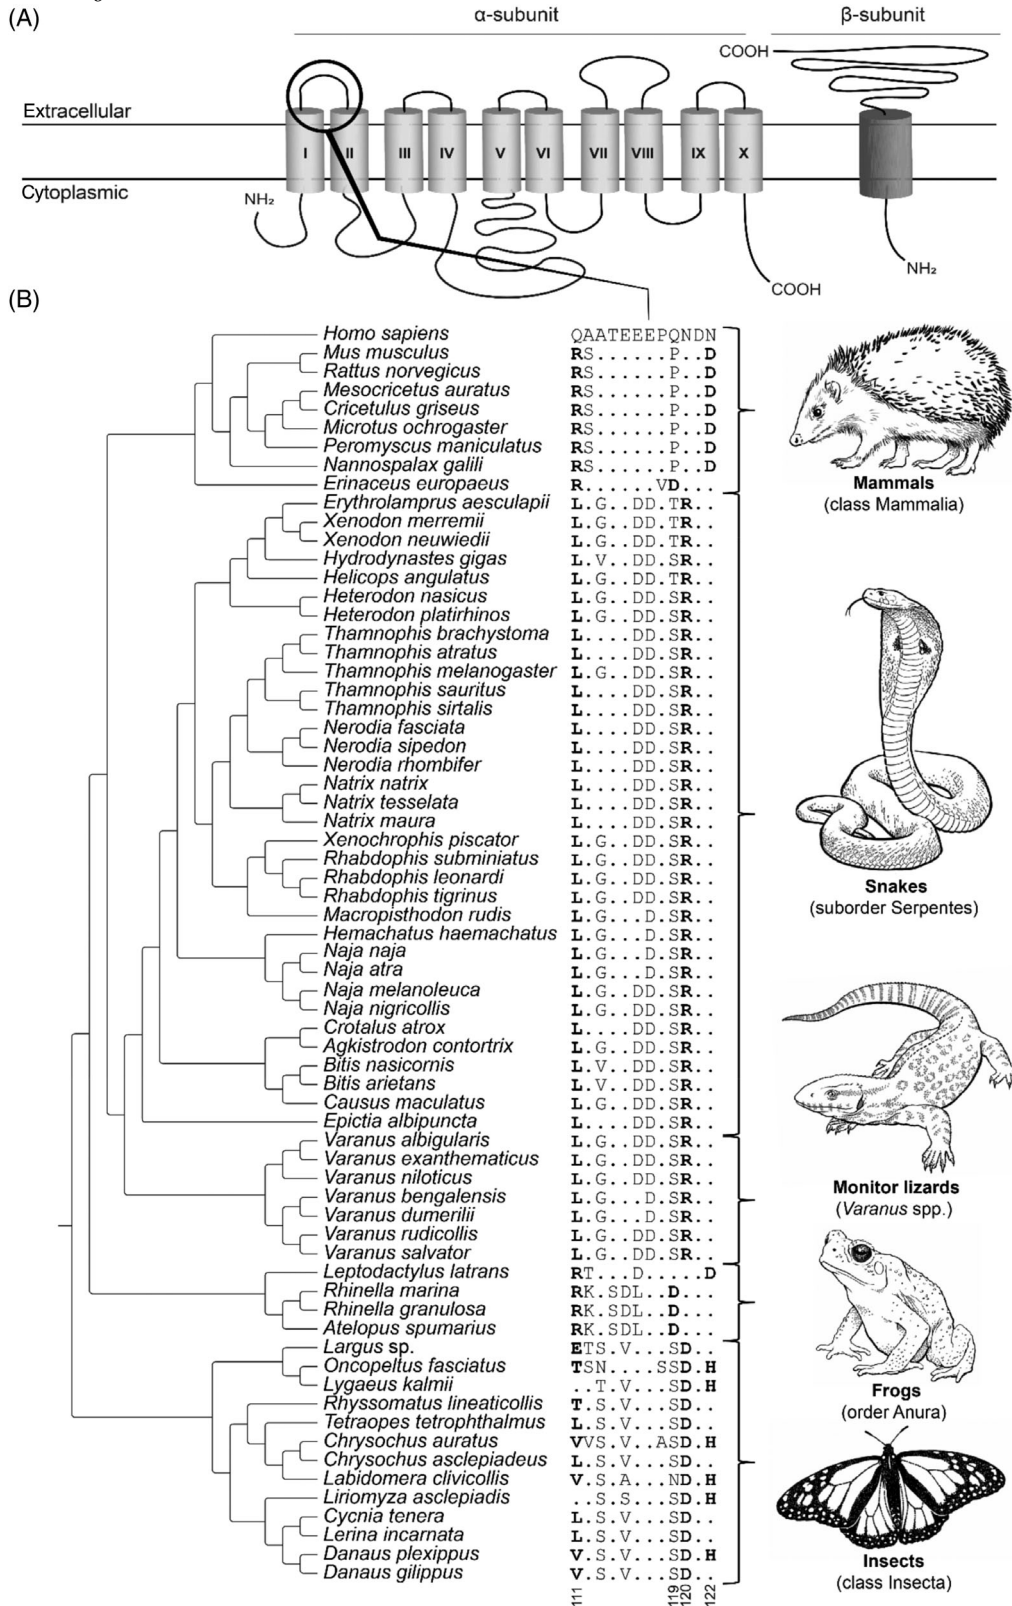 (A)
α-subunit
β-subunit
COOH
Extracellular
I II III IV V VI VII VIII IX X
Cytoplasmic
NH₂
NH₂
COOH
(B)
Homo sapiens QAATEEEPQNDN
Mus musculus RS......P..D
Rattus norvegicus RS......P..D
Mesocricetus auratus RS......P..D
Cricetulus griseus RS......P..D
Microtus ochrogaster RS......P..D
Peromyscus maniculatus RS......P..D
Nannospalax galili RS......P..D
Erinaceus europaeus R......VD...
Mammals
(class Mammalia)
Erythrolamprus aesculapii L.G..DD.TR..
Xenodon merremii L.G..DD.TR..
Xenodon neuwiedii L.G..DD.TR..
Hydrodynastes gigas L.V..DD.SR..
Helicops angulatus L.G..DD.TR..
Heterodon nasicus L.G..DD.SR..
Heterodon platirhinos L.G..DD.SR..
Thamnophis brachystoma L....DD.SR..
Thamnophis atratus L....DD.SR..
Thamnophis melanogaster L.G..DD.SR..
Thamnophis sauritus L....DD.SR..
Thamnophis sirtalis L....DD.SR..
Nerodia fasciata L....DD.SR..
Nerodia sipedon L....DD.SR..
Nerodia rhombifer L....DD.SR..
Natrix natrix L....DD.SR..
Natrix tesselata L....DD.SR..
Natrix maura L....DD.SR..
Xenochrophis piscator L.G..DD.SR..
Rhabdophis subminiatus L.G..DD.SR..
Rhabdophis leonardi L.G..DD.SR..
Rhabdophis tigrinus L.G..DD.SR..
Macropisthodon rudis L.G...D.SR..
Hemachatus haemachatus L.G...D.SR..
Naja naja L.G...D.SR..
Naja atra L.G...D.SR..
Naja melanoleuca L.G..DD.SR..
Naja nigricollis L.G..DD.SR..
Crotalus atrox L....DD.SR..
Agkistrodon contortrix L.G..DD.SR..
Bitis nasicornis L.V..DD.SR..
Bitis arietans L.V..DD.SR..
Causus maculatus L.G..DD.SR..
Epictia albipuncta L....DD.SR..
Snakes
(suborder Serpentes)
Varanus albigularis L.G..DD.SR..
Varanus exanthematicus L.G..DD.SR..
Varanus niloticus L.G..DD.SR..
Varanus bengalensis L.G...D.SR..
Varanus dumerilii L.G...D.SR..
Varanus rudicollis L.G..DD.SR..
Varanus salvator L.G..DD.SR..
Monitor lizards
(Varanus spp.)
Leptodactylus latrans RT...D.....D
Rhinella marina RK.SDL..D...
Rhinella granulosa RK.SDL..D...
Atelopus spumarius RK.SDL..D...
Frogs
(order Anura)
Largus sp. ETS.V...SD..
Oncopeltus fasciatus TSN....SSD.H
Lygaeus kalmii ..T.V...SD.H
Rhyssomatus lineaticollis T.S.V...SD..
Tetraopes tetrophthalmus L.S.V...SD..
Chrysochus auratus VVS.V..ASD.H
Chrysochus asclepiadeus L.S.V...SD..
Labidomera clivicollis V.S.A...ND.H
Liriomyza asclepiadis ..S.S...SD.H
Cycnia tenera L.S.V...SD..
Lerina incarnata L.S.V...SD..
Danaus plexippus V.S.V...SD.H
Danaus gilippus V.S.V...SD..
Insects
(class Insecta)
111 119 120 122